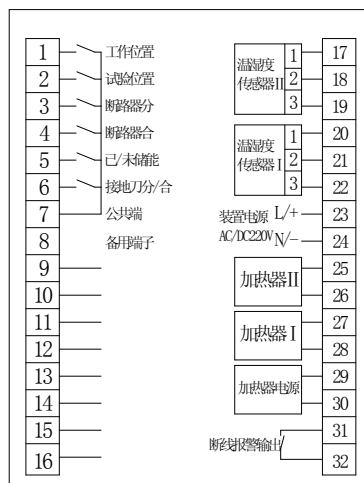 1 工作位置
2 试验位置
3 断路器分
4 断路器合
5 已/未储能
6 接地刀分/合
7 公共端
8 备用端子
9
10
11
12
13
14
15
16
温湿度 1 17
传感器II 2 18
3 19
温湿度 1 20
传感器I 2 21
3 22
装置电源 L/+ 23
AC/DC220V N/- 24
加热器II 25
26
加热器I 27
28
加热器电源 29
30
断线报警输出 31
32